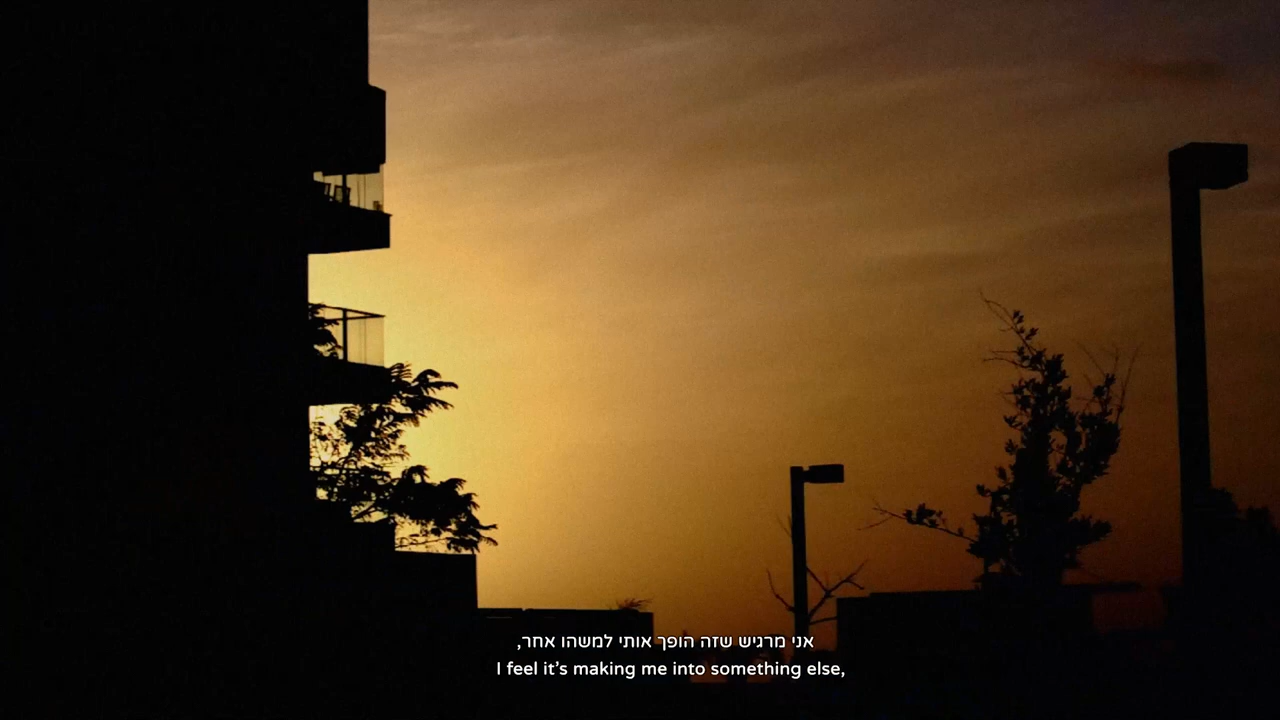 אני מרגיש שזה הופך אותי למשהו אחר,
I feel it's making me into something else,